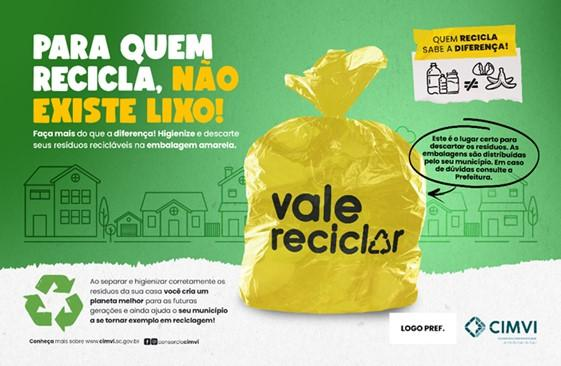 PARA QUEM
RECICLA, NÃO
EXISTE LIXO!
Faça mais do que a diferença! Higienize e descarte
seus resíduos recicláveis na embalagem amarela.
QUEM RECICLA
SABE A DIFERENÇA!
≠
Este é o lugar certo para
descartar os resíduos. As
embalagens são distribuídas
pelo seu município. Em caso
de dúvidas consulte a
Prefeitura.
vale
reciclar
Ao separar e higienizar corretamente os
resíduos da sua casa você cria um
planeta melhor para as futuras
gerações e ainda ajuda o seu município
a se tornar exemplo em reciclagem!
Conheça mais sobre www.cimvi.sc.gov.br consorciocimvi
LOGO PREF.
CIMVI